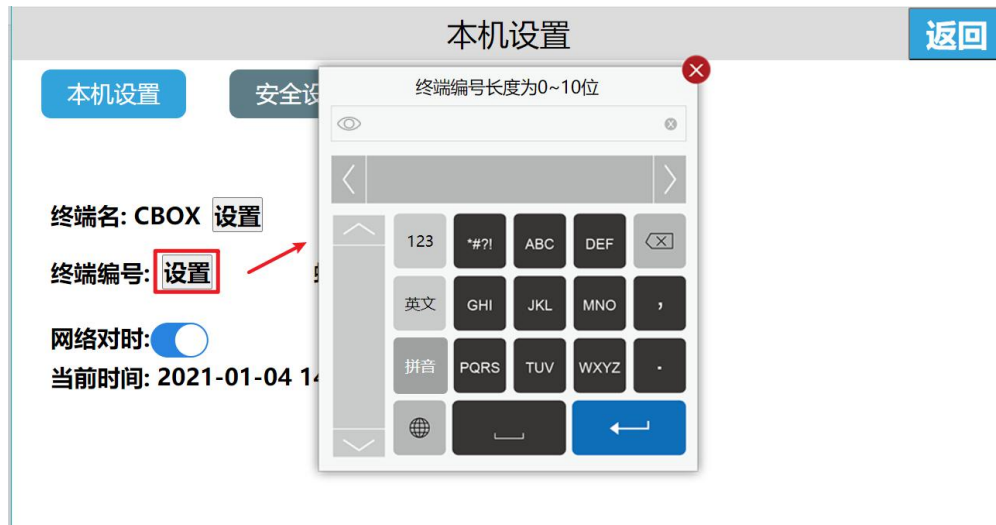 本机设置
返回
本机设置
安全设
终端编号长度为0~10位
终端名: CBOX 设置
终端编号: 设置
网络对时:
当前时间: 2021-01-04 14
123 *#?! ABC DEF
英文 GHI JKL MNO ,
拼音 PQRS TUV WXYZ .